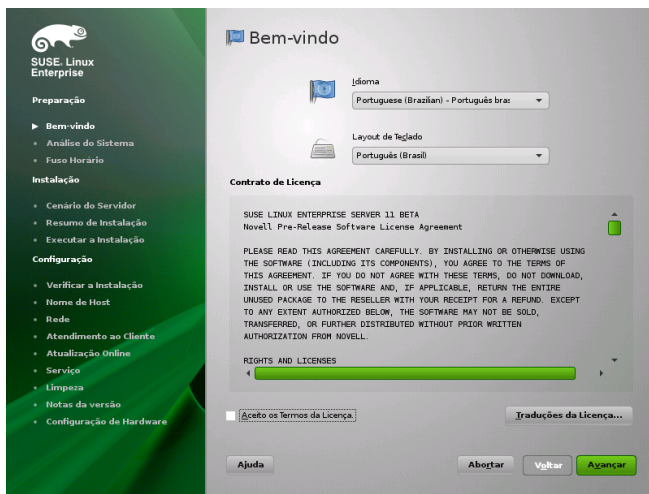 SUSE. Linux
Enterprise
Preparação
Bem-vindo
Análise do Sistema
Fuso Horário
Instalação
Cenário do Servidor
Resumo de Instalação
Executar a Instalação
Configuração
Verificar a Instalação
Nome de Host
Rede
Atendimento ao Cliente
Atualização Online
Serviço
Limpeza
Notas da versão
Configuração de Hardware
Bem-vindo
Idioma
Portuguese (Brazilian) - Português bra
Layout de Teclado
Português (Brasil)
Contrato de Licença
SUSE LINUX ENTERPRISE SERVER 11 BETA
Novell Pre-Release Software License Agreement
PLEASE READ THIS AGREEMENT CAREFULLY. BY INSTALLING OR OTHERWISE USING
THE SOFTWARE (INCLUDING ITS COMPONENTS), YOU AGREE TO THE TERMS OF
THIS AGREEMENT. IF YOU DO NOT AGREE WITH THESE TERMS, DO NOT DOWNLOAD,
INSTALL OR USE THE SOFTWARE AND, IF APPLICABLE, RETURN THE ENTIRE
UNUSED PACKAGE TO THE RESELLER WITH YOUR RECEIPT FOR A REFUND. EXCEPT
TO ANY EXTENT AUTHORIZED BELOW, THE SOFTWARE MAY NOT BE SOLD,
TRANSFERRED, OR FURTHER DISTRIBUTED WITHOUT PRIOR WRITTEN
AUTHORIZATION FROM NOVELL.
RIGHTS AND LICENSES
Aceito os Termos da Licença.
Traduções da Licença...
Ajuda
Abortar
Voltar
Avançar